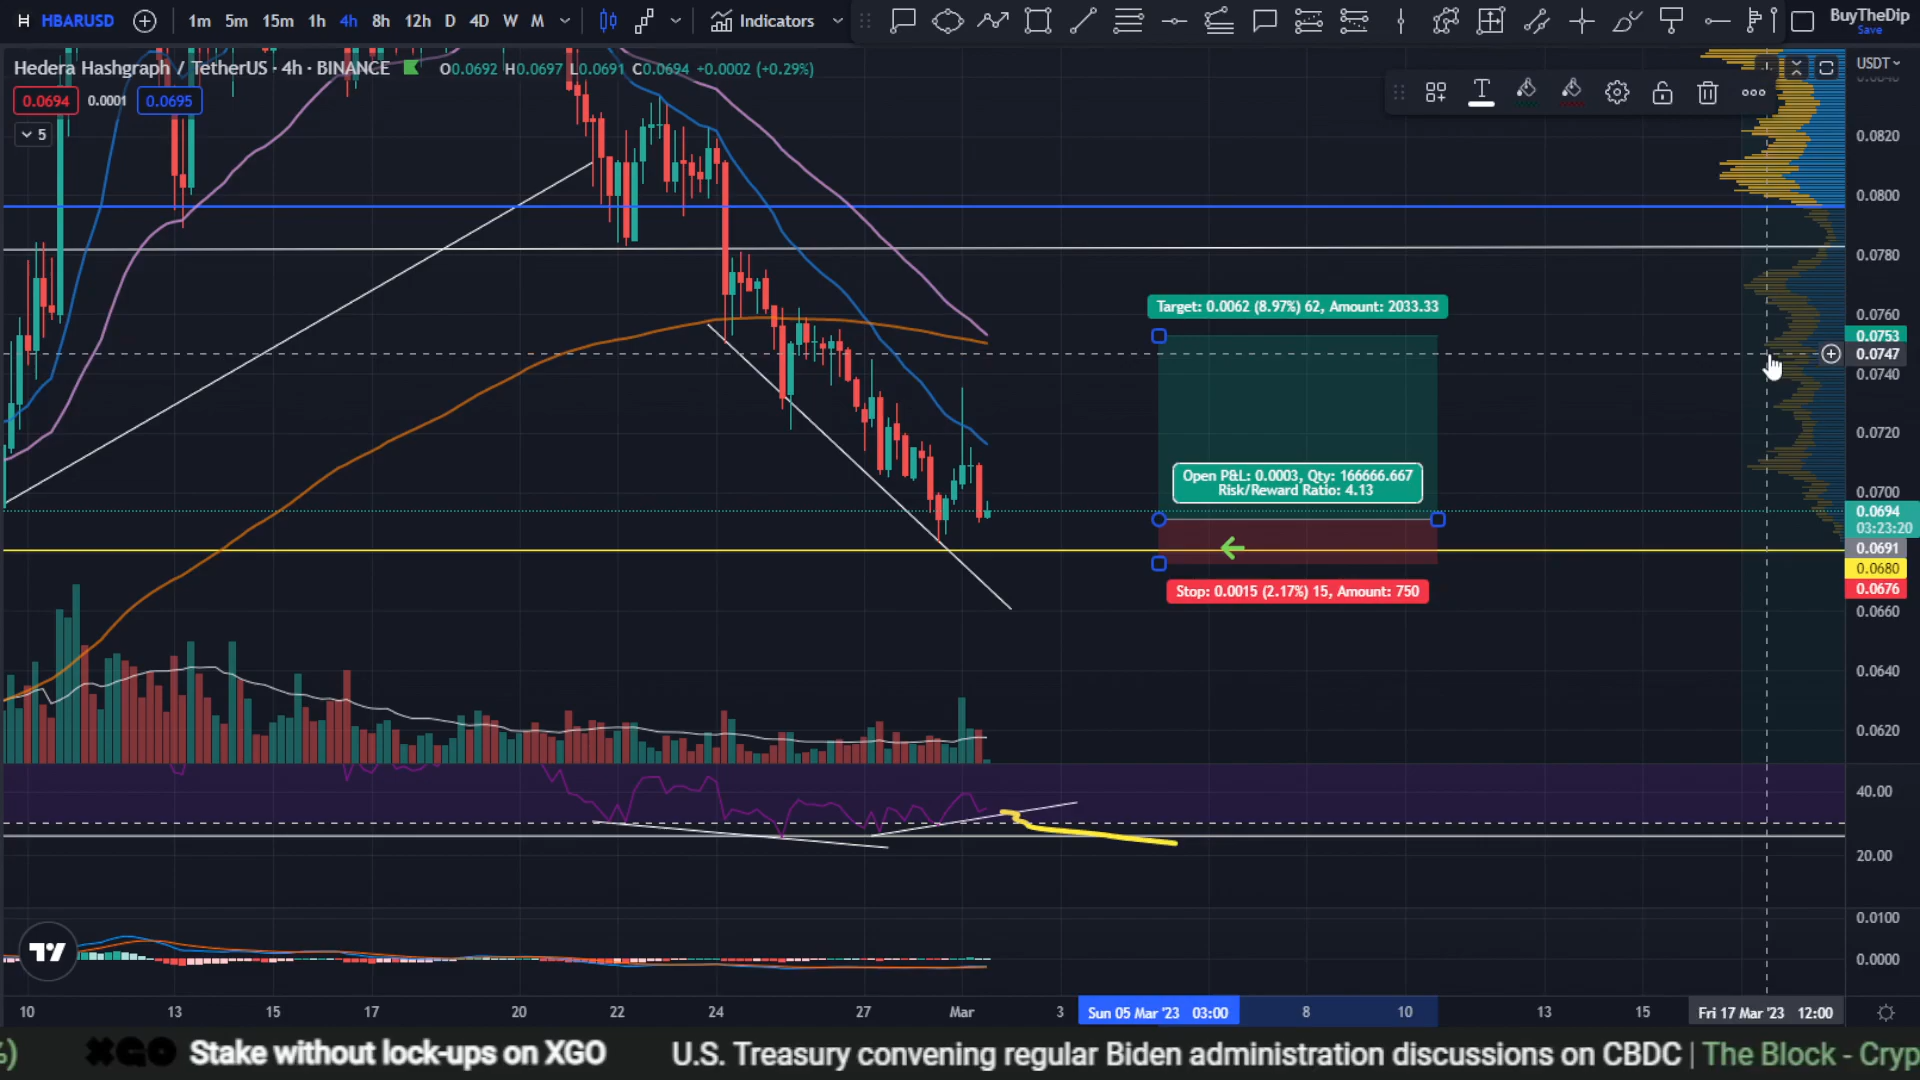 H HBARUSD 1m 5m 15m 1h 4h 8h 12h D 4D W M Indicators BuyTheDip
Save
Hedera Hashgraph / TetherUS · 4h · BINANCE O0.0692 H0.0697 L0.0691 C0.0694 +0.0002 (+0.29%) USDT
0.0694 0.0001 0.0695
5
0.0820
0.0800
0.0780
Target: 0.0062 (8.97%) 62, Amount: 2033.33
0.0760
0.0753
0.0747
0.0740
0.0720
Open P&L: 0.0003, Qty: 166666.667
Risk/Reward Ratio: 4.13
0.0700
0.0694
03:23:20
0.0691
0.0680
0.0676
Stop: 0.0015 (2.17%) 15, Amount: 750
0.0660
0.0640
0.0620
40.00
20.00
0.0100
0.0000
10 13 15 17 20 22 24 27 Mar 3 Sun 05 Mar '23 03:00 8 10 13 15 Fri 17 Mar '23 12:00
%) XGO Stake without lock-ups on XGO U.S. Treasury convening regular Biden administration discussions on CBDC | The Block - Cryp